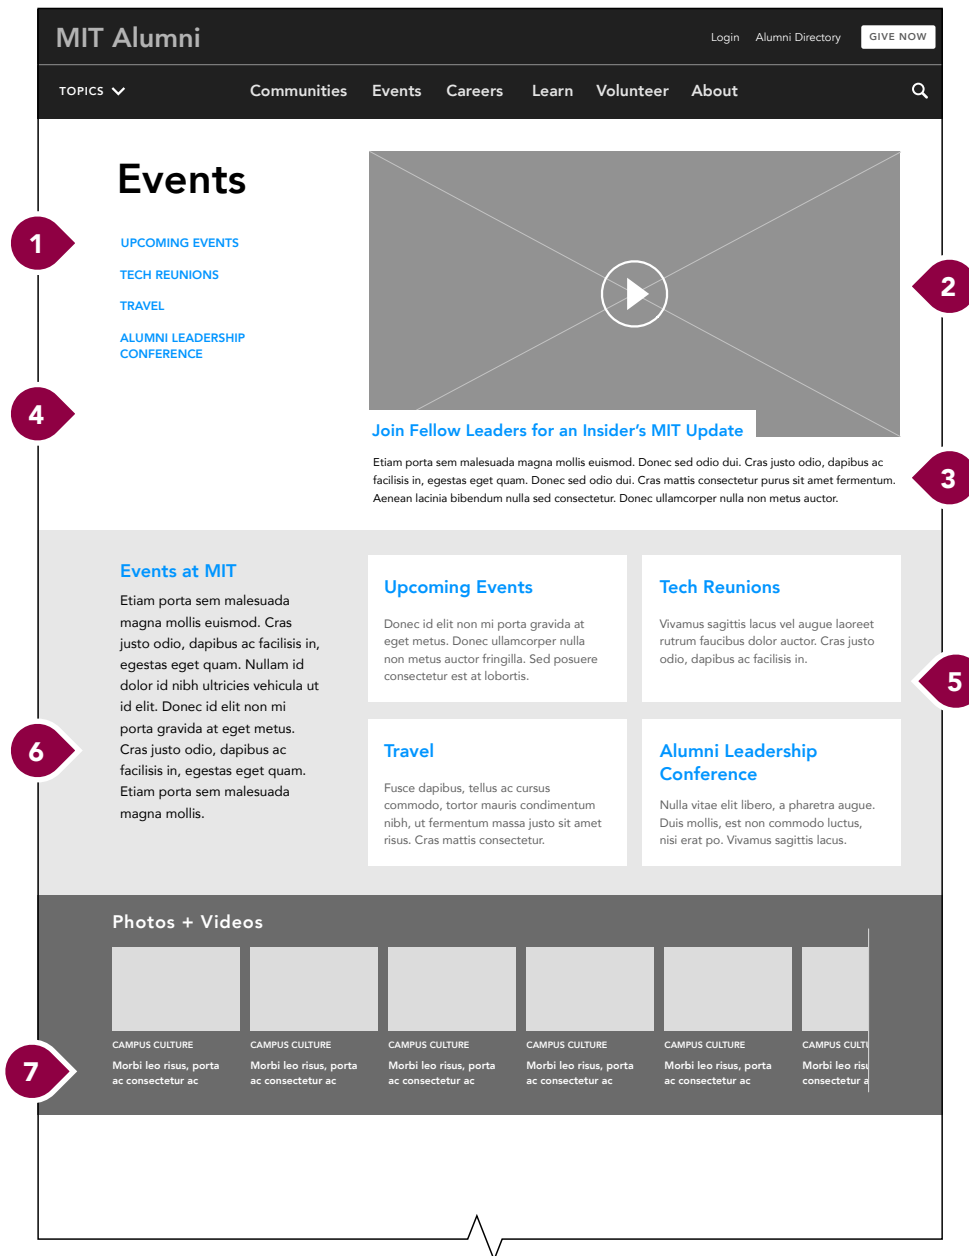 MIT Alumni
Login Alumni Directory GIVE NOW
TOPICS Communities Events Careers Learn Volunteer About
Events
1
UPCOMING EVENTS
TECH REUNIONS
TRAVEL
ALUMNI LEADERSHIP
CONFERENCE
2
4
Join Fellow Leaders for an Insider's MIT Update
Etiam porta sem malesuada magna mollis euismod. Donec sed odio dui. Cras justo odio, dapibus ac
facilisis in, egestas eget quam. Donec sed odio dui. Cras mattis consectetur purus sit amet fermentum.
Aenean lacinia bibendum nulla sed consectetur. Donec ullamcorper nulla non metus auctor.
3
Events at MIT
Etiam porta sem malesuada
magna mollis euismod. Cras
justo odio, dapibus ac facilisis in,
egestas eget quam. Nullam id
dolor id nibh ultricies vehicula ut
id elit. Donec id elit non mi
porta gravida at eget metus.
Cras justo odio, dapibus ac
facilisis in, egestas eget quam.
Etiam porta sem malesuada
magna mollis.
6
Upcoming Events
Donec id elit non mi porta gravida at
eget metus. Donec ullamcorper nulla
non metus auctor fringilla. Sed posuere
consectetur est at lobortis.
Tech Reunions
Vivamus sagittis lacus vel augue laoreet
rutrum faucibus dolor auctor. Cras justo
odio, dapibus ac facilisis in.
5
Travel
Fusce dapibus, tellus ac cursus
commodo, tortor mauris condimentum
nibh, ut fermentum massa justo sit amet
risus. Cras mattis consectetur.
Alumni Leadership
Conference
Nulla vitae elit libero, a pharetra augue.
Duis mollis, est non commodo luctus,
nisi erat po. Vivamus sagittis lacus.
Photos + Videos
CAMPUS CULTURE
Morbi leo risus, porta
ac consectetur ac
CAMPUS CULTURE
Morbi leo risus, porta
ac consectetur ac
CAMPUS CULTURE
Morbi leo risus, porta
ac consectetur ac
CAMPUS CULTURE
Morbi leo risus, porta
ac consectetur ac
CAMPUS CULTURE
Morbi leo risus, porta
ac consectetur ac
CAMPUS CULTU
Morbi leo risu
consectetur a
7